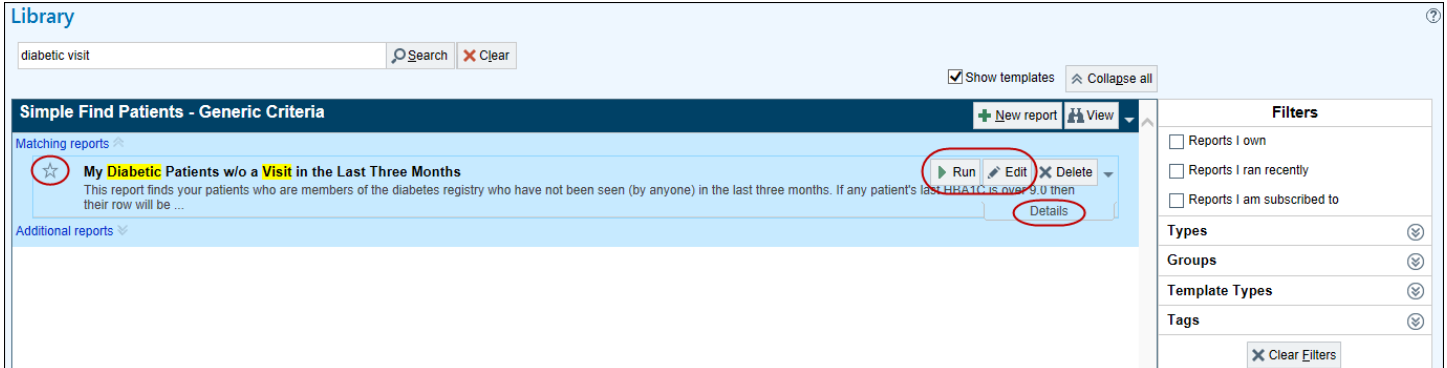 Library
diabetic visit Search Clear
Show templates Collapse all
Simple Find Patients - Generic Criteria New report View
Matching reports
My Diabetic Patients w/o a Visit in the Last Three Months Run Edit Delete
This report finds your patients who are members of the diabetes registry who have not been seen (by anyone) in the last three months. If any patient's last HBA1C is over 9.0 then
their row will be ...
Details
Additional reports
Filters
Reports I own
Reports I ran recently
Reports I am subscribed to
Types
Groups
Template Types
Tags
Clear Filters